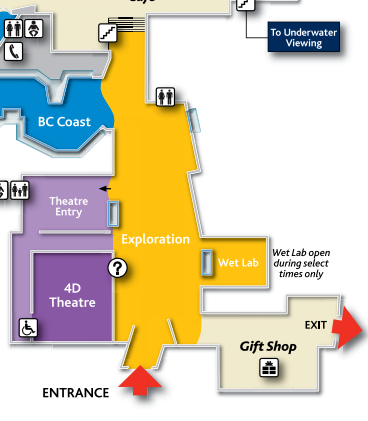 To Underwater
Viewing
BC Coast
Theatre
Entry
Exploration
Wet Lab
Wet Lab open
during select
times only
?
4D
Theatre
EXIT
Gift Shop
ENTRANCE